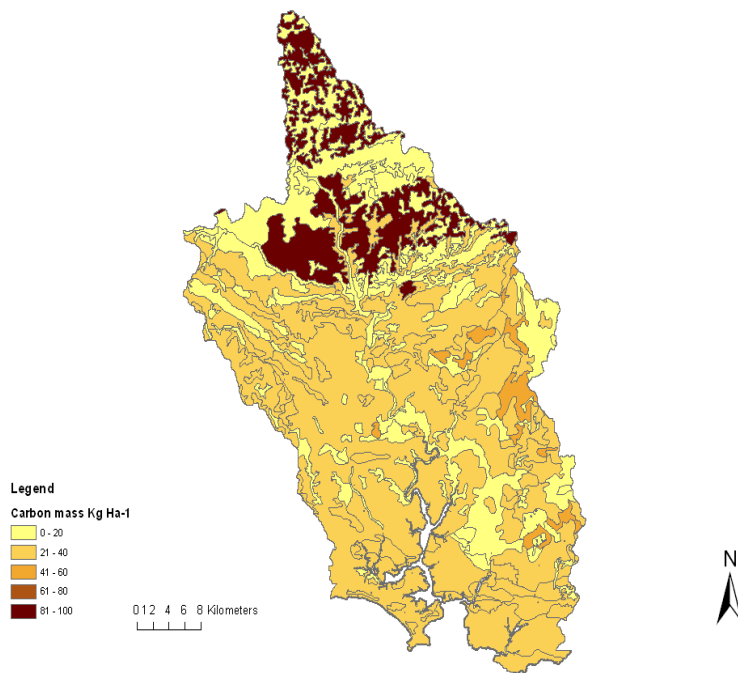 Legend
Carbon mass Kg Ha-1
0 - 20
21 - 40
41 - 60
61 - 80
81 - 100
0 1 2 4 6 8 Kilometers
N